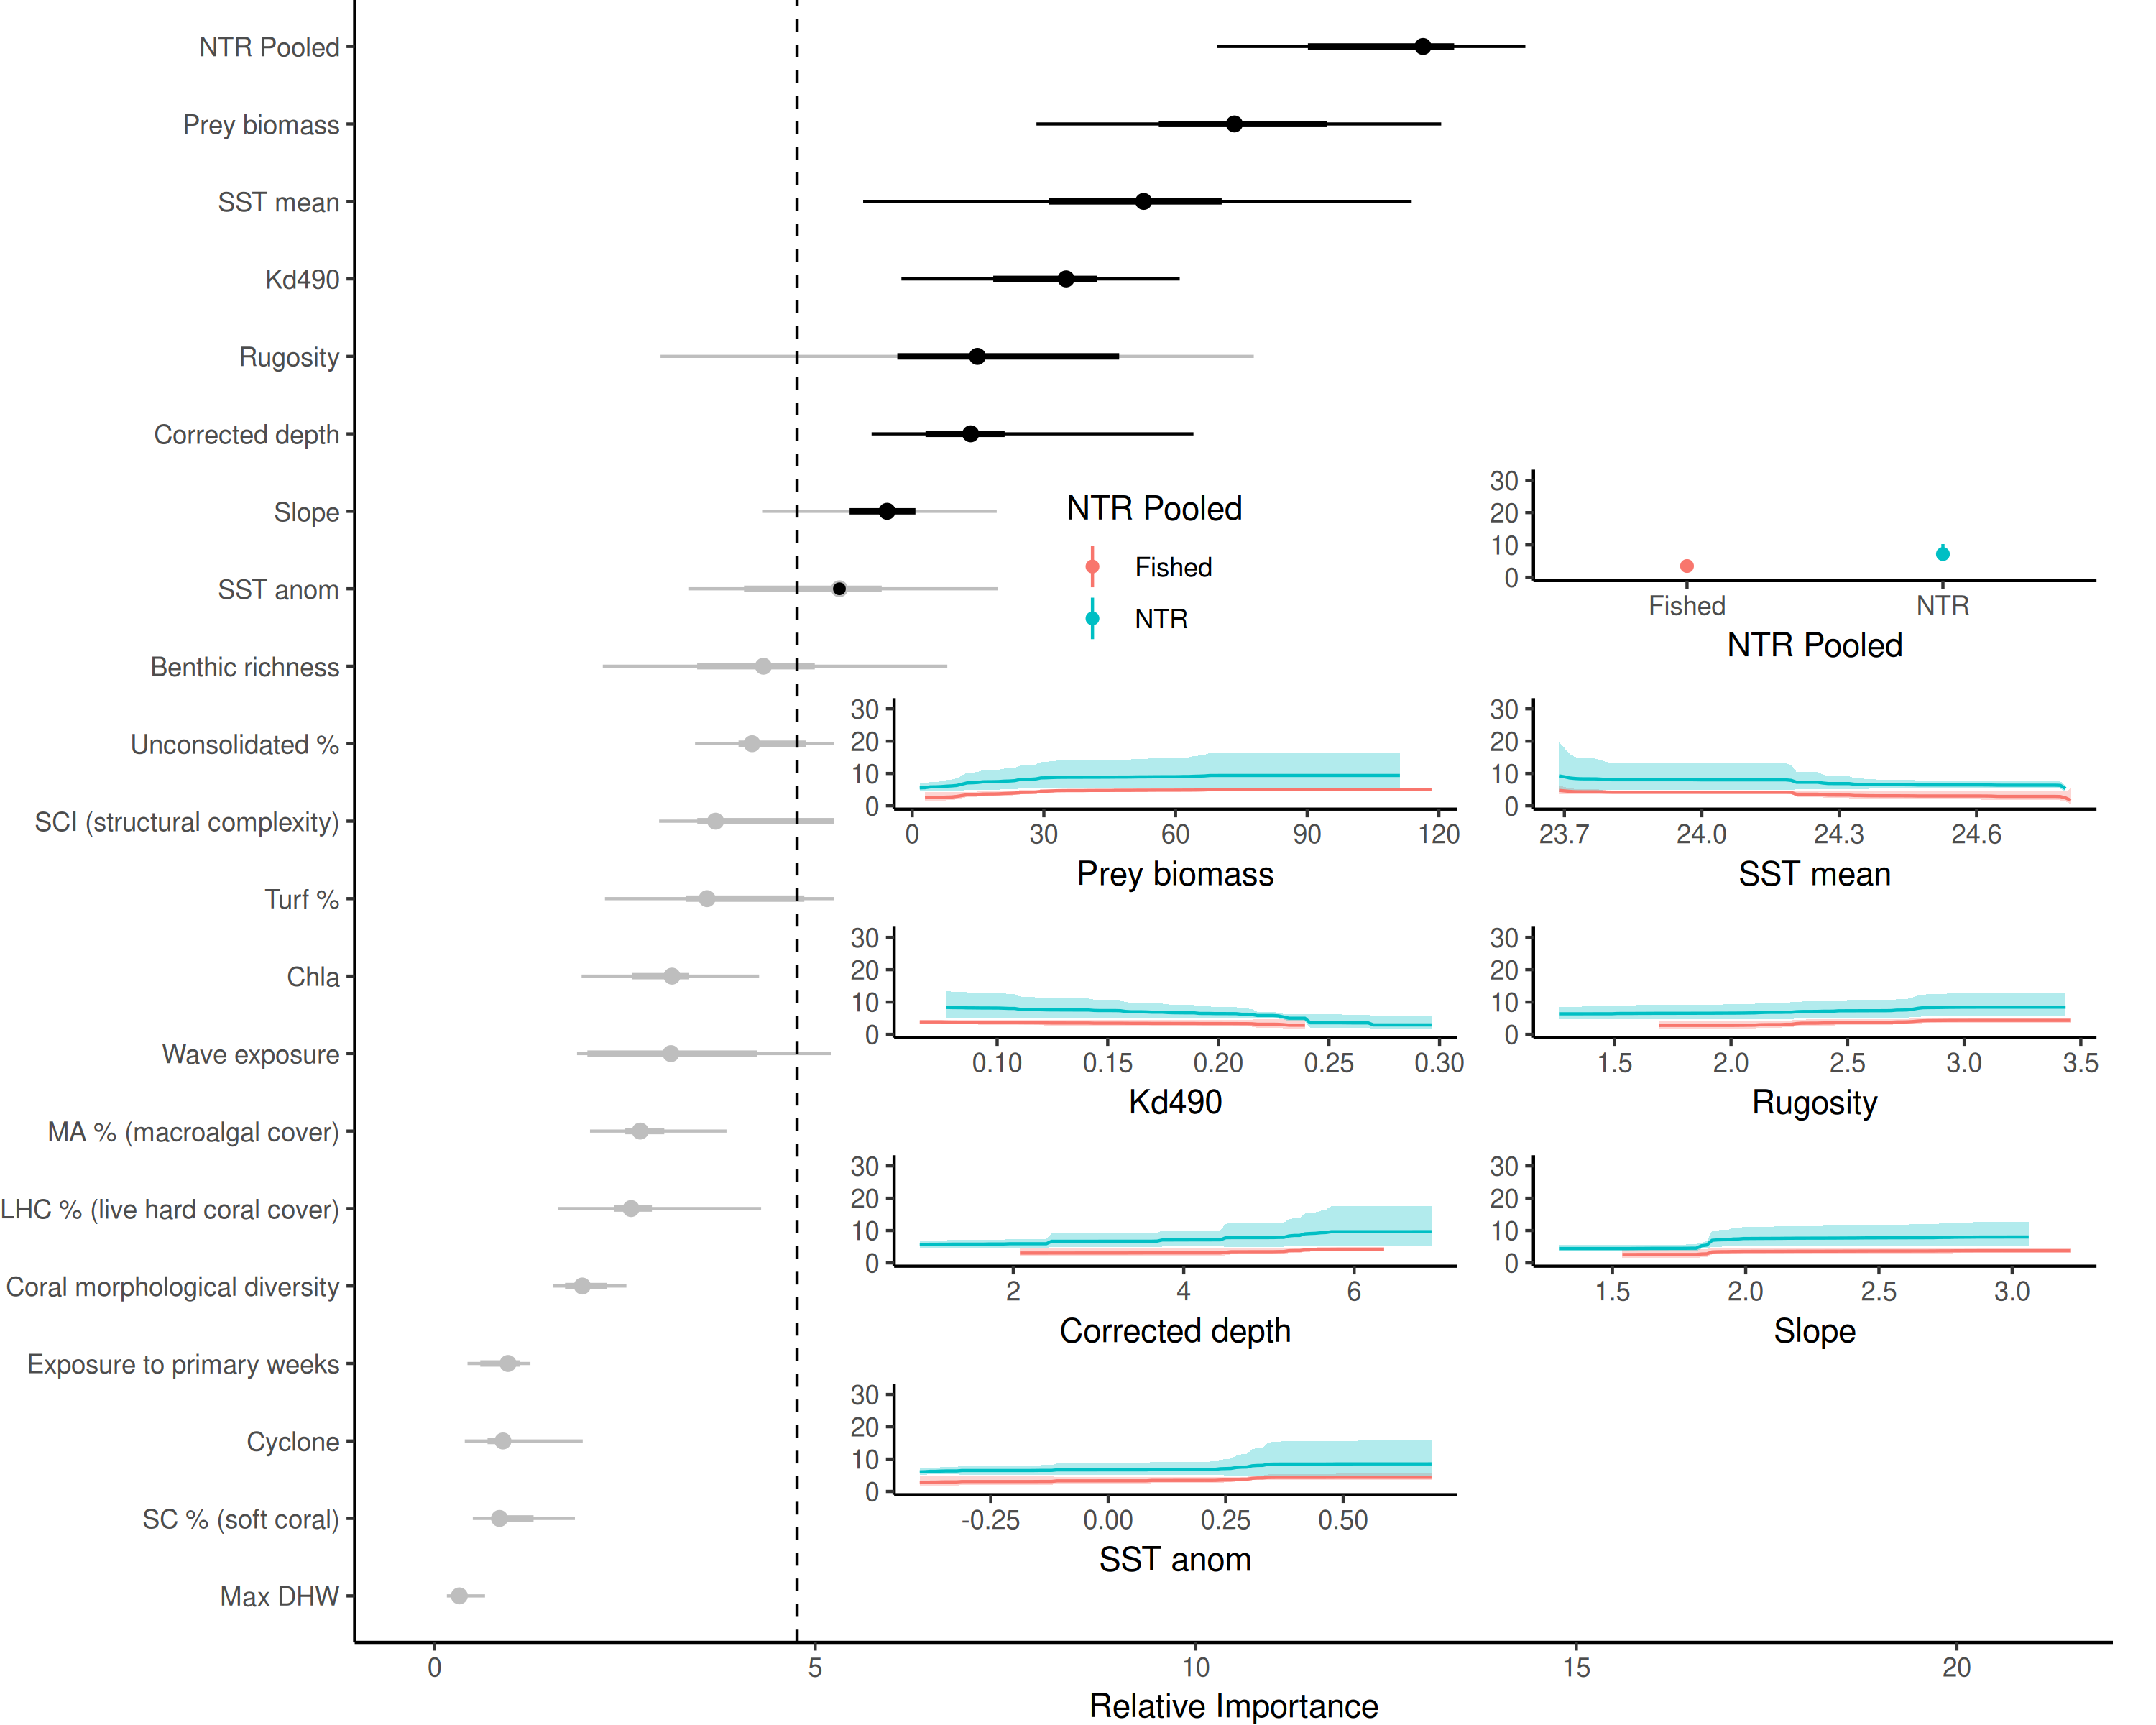 NTR Pooled
Prey biomass
SST mean
Kd490
Rugosity
Corrected depth
Slope
SST anom
Benthic richness
Unconsolidated %
SCI (structural complexity)
Turf %
Chla
Wave exposure
MA % (macroalgal cover)
LHC % (live hard coral cover)
Coral morphological diversity
Exposure to primary weeks
Cyclone
SC % (soft coral)
Max DHW
0 5 10 15 20
Relative Importance
NTR Pooled
Fished
NTR
30
20
10
0
Fished NTR
NTR Pooled
30
20
10
0
0 30 60 90 120
Prey biomass
30
20
10
0
23.7 24.0 24.3 24.6
SST mean
30
20
10
0
0.10 0.15 0.20 0.25 0.30
Kd490
30
20
10
0
1.5 2.0 2.5 3.0 3.5
Rugosity
30
20
10
0
2 4 6
Corrected depth
30
20
10
0
1.5 2.0 2.5 3.0
Slope
30
20
10
0
-0.25 0.00 0.25 0.50
SST anom